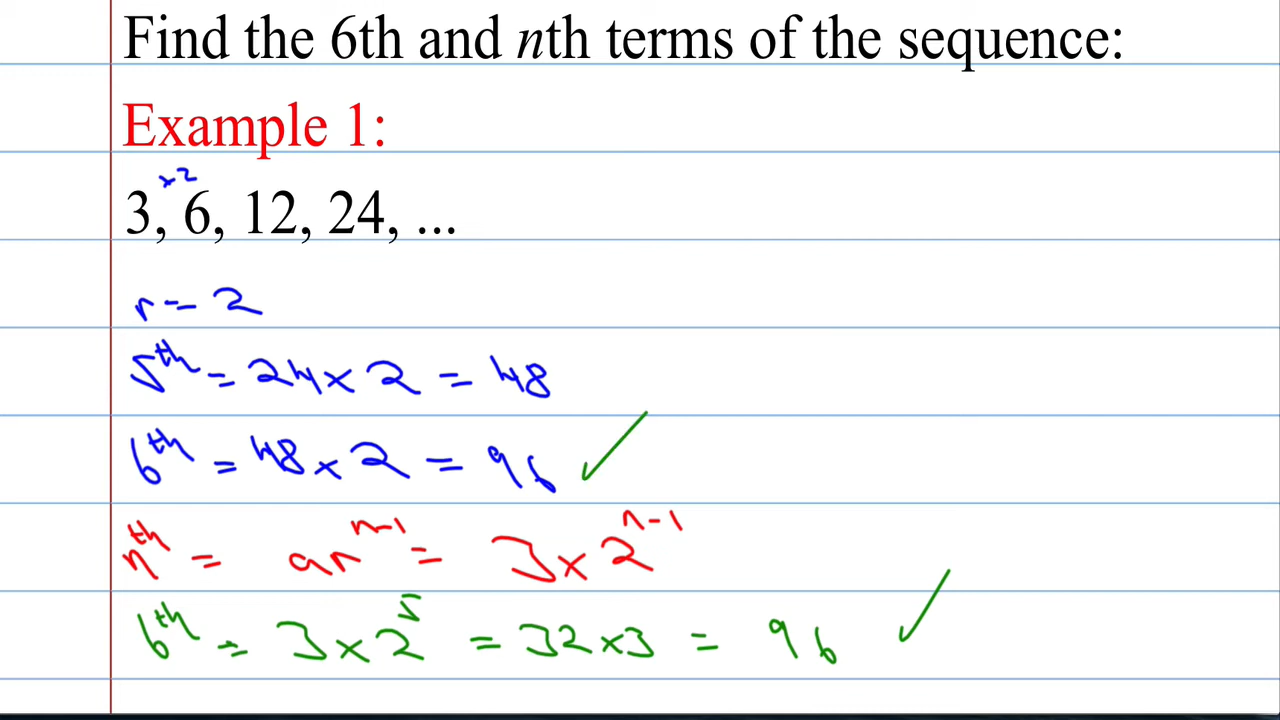 Find the 6th and nth terms of the sequence:
Example 1:
×2
3, 6, 12, 24, ...
r = 2
5th = 24 × 2 = 48
6th = 48 × 2 = 96 ✓
nth = ar^n-1 = 3 × 2^n-1
6th = 3 × 2^5 = 32 × 3 = 96 ✓